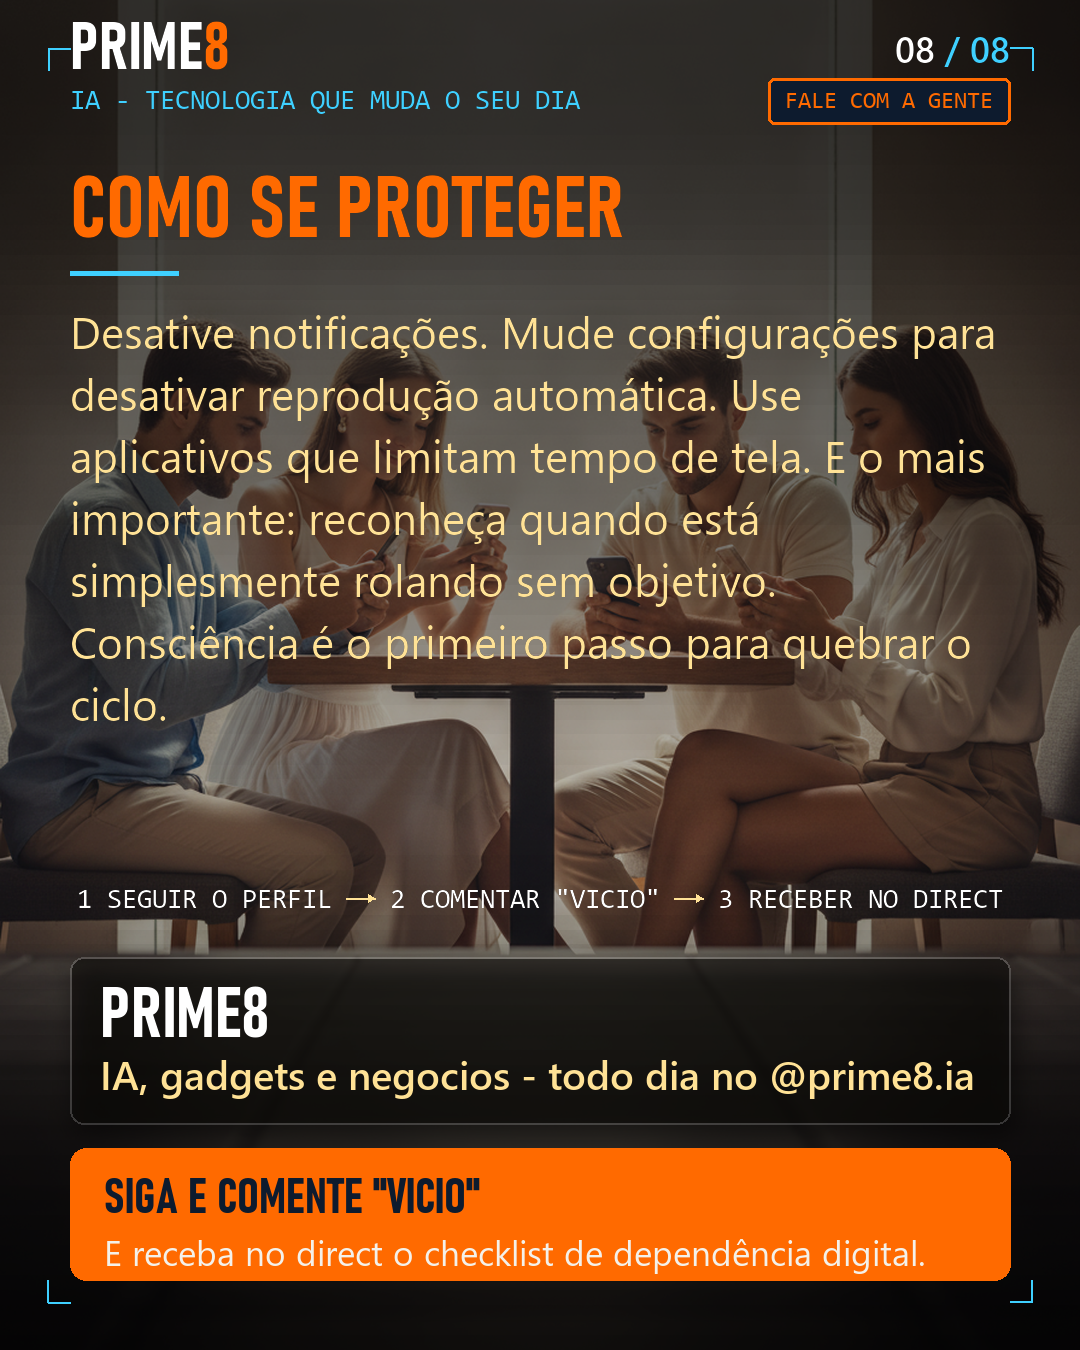 PRIME8
08 / 08
IA - TECNOLOGIA QUE MUDA O SEU DIA
FALE COM A GENTE
COMO SE PROTEGER
Desative notificações. Mude configurações para
desativar reprodução automática. Use
aplicativos que limitam tempo de tela. E o mais
importante: reconheça quando está
simplesmente rolando sem objetivo.
Consciência é o primeiro passo para quebrar o
ciclo.
1 SEGUIR O PERFIL → 2 COMENTAR "VICIO" → 3 RECEBER NO DIRECT
PRIME8
IA, gadgets e negocios - todo dia no @prime8.ia
SIGA E COMENTE "VICIO"
E receba no direct o checklist de dependência digital.